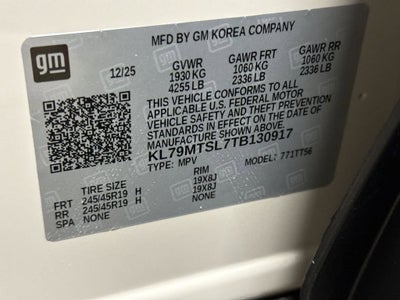 MFD BY GM KOREA COMPANY
gm
12/25
GVWR GAWR FRT GAWR RR
1930 KG 1060 KG 1060 KG
4255 LB 2336 LB 2336 LB
THIS VEHICLE CONFORMS TO ALL
APPLICABLE U.S. FEDERAL MOTOR
VEHICLE SAFETY AND THEFT PREVENTION
STANDARDS IN EFFECT ON THE DATE
OF MANUFACTURE SHOWN ABOVE.
KL79MTSL7TB130917
TYPE: MPV MODEL: 771TT56
TIRE SIZE RIM
FRT 245/45R19 H 19X8J
RR 245/45R19 H 19X8J
SPA NONE NONE